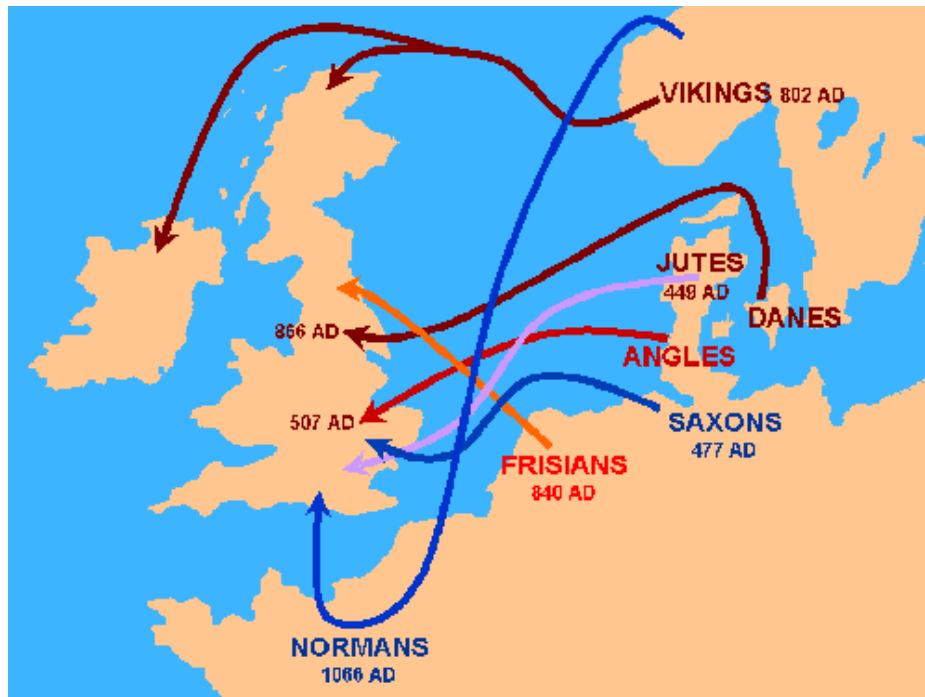 VIKINGS 802 AD
JUTES
449 AD
DANES
866 AD
ANGLES
507 AD
SAXONS
477 AD
FRISIANS
840 AD
NORMANS
1066 AD